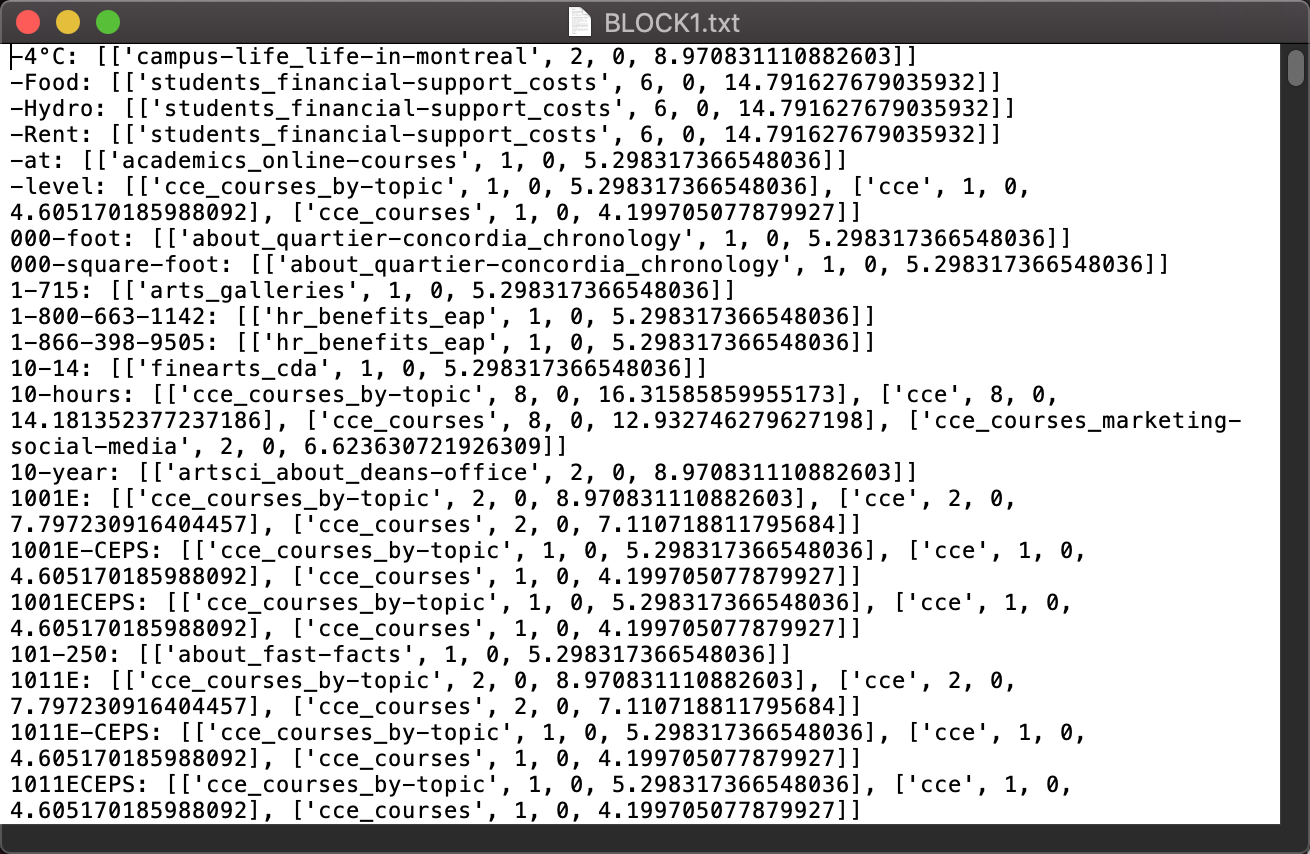 BLOCK1.txt
-4°C: [['campus-life_life-in-montreal', 2, 0, 8.970831110882603]]
-Food: [['students_financial-support_costs', 6, 0, 14.791627679035932]]
-Hydro: [['students_financial-support_costs', 6, 0, 14.791627679035932]]
-Rent: [['students_financial-support_costs', 6, 0, 14.791627679035932]]
-at: [['academics_online-courses', 1, 0, 5.298317366548036]]
-level: [['cce_courses_by-topic', 1, 0, 5.298317366548036], ['cce', 1, 0,
4.605170185988092], ['cce_courses', 1, 0, 4.199705077879927]]
000-foot: [['about_quartier-concordia_chronology', 1, 0, 5.298317366548036]]
000-square-foot: [['about_quartier-concordia_chronology', 1, 0, 5.298317366548036]]
1-715: [['arts_galleries', 1, 0, 5.298317366548036]]
1-800-663-1142: [['hr_benefits_eap', 1, 0, 5.298317366548036]]
1-866-398-9505: [['hr_benefits_eap', 1, 0, 5.298317366548036]]
10-14: [['finearts_cda', 1, 0, 5.298317366548036]]
10-hours: [['cce_courses_by-topic', 8, 0, 16.31585859955173], ['cce', 8, 0,
14.181352377237186], ['cce_courses', 8, 0, 12.932746279627198], ['cce_courses_marketing-
social-media', 2, 0, 6.623630721926309]]
10-year: [['artsci_about_deans-office', 2, 0, 8.970831110882603]]
1001E: [['cce_courses_by-topic', 2, 0, 8.970831110882603], ['cce', 2, 0,
7.797230916404457], ['cce_courses', 2, 0, 7.110718811795684]]
1001E-CEPS: [['cce_courses_by-topic', 1, 0, 5.298317366548036], ['cce', 1, 0,
4.605170185988092], ['cce_courses', 1, 0, 4.199705077879927]]
1001ECEPS: [['cce_courses_by-topic', 1, 0, 5.298317366548036], ['cce', 1, 0,
4.605170185988092], ['cce_courses', 1, 0, 4.199705077879927]]
101-250: [['about_fast-facts', 1, 0, 5.298317366548036]]
1011E: [['cce_courses_by-topic', 2, 0, 8.970831110882603], ['cce', 2, 0,
7.797230916404457], ['cce_courses', 2, 0, 7.110718811795684]]
1011E-CEPS: [['cce_courses_by-topic', 1, 0, 5.298317366548036], ['cce', 1, 0,
4.605170185988092], ['cce_courses', 1, 0, 4.199705077879927]]
1011ECEPS: [['cce_courses_by-topic', 1, 0, 5.298317366548036], ['cce', 1, 0,
4.605170185988092], ['cce_courses', 1, 0, 4.199705077879927]]